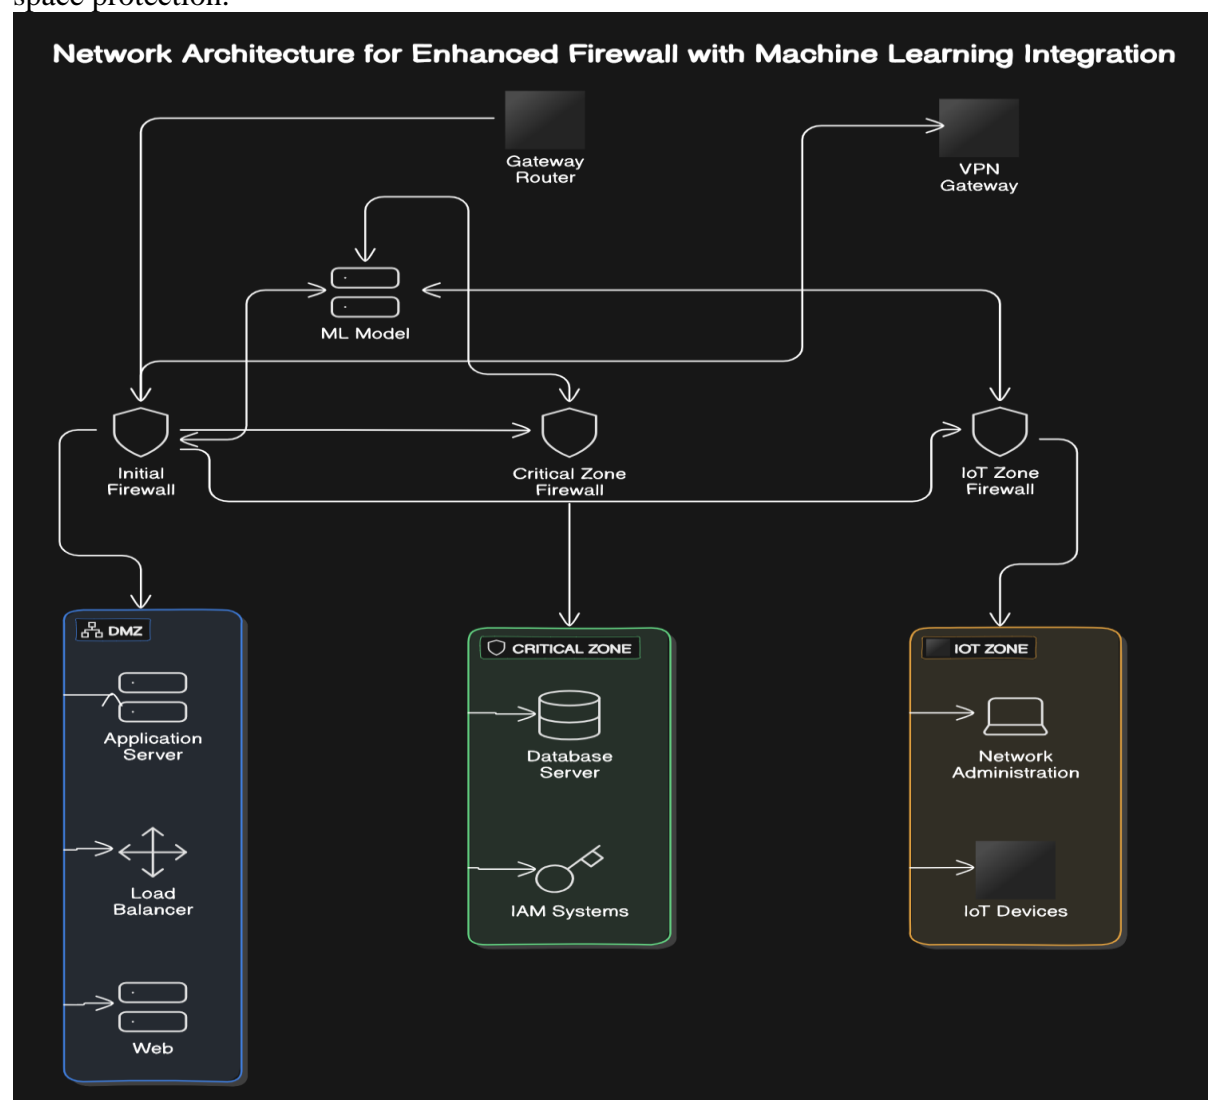 space protection.
Network Architecture for Enhanced Firewall with Machine Learning Integration
Gateway
Router
VPN
Gateway
ML Model
Initial
Firewall
Critical Zone
Firewall
IoT Zone
Firewall
DMZ
Application
Server
Load
Balancer
Web
CRITICAL ZONE
Database
Server
IAM Systems
IOT ZONE
Network
Administration
IoT Devices